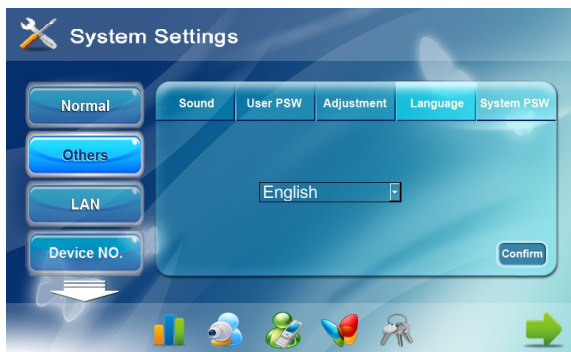 System Settings
Normal
Others
LAN
Device NO.
Sound User PSW Adjustment Language System PSW
English
Confirm